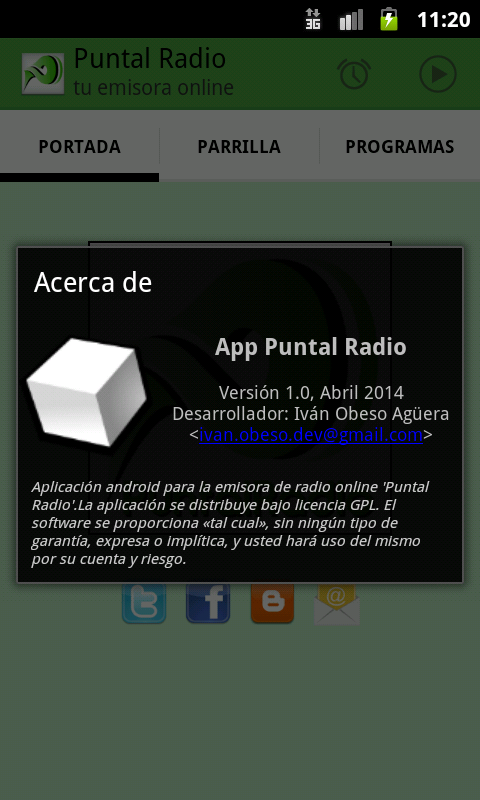 3G
11:20
Puntal Radio
tu emisora online
PORTADA
PARRILLA
PROGRAMAS
Acerca de
App Puntal Radio
Versión 1.0, Abril 2014
Desarrollador: Iván Obeso Agüera
<ivan.obeso.dev@gmail.com>
Aplicación android para la emisora de radio online 'Puntal
Radio'.La aplicación se distribuye bajo licencia GPL. El
software se proporciona «tal cual», sin ningún tipo de
garantía, expresa o implítica, y usted hará uso del mismo
por su cuenta y riesgo.